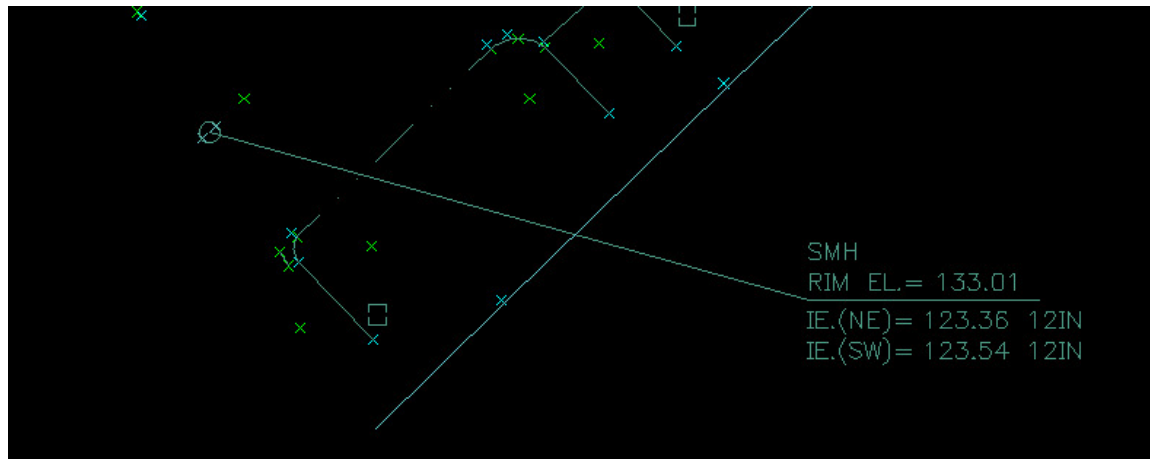 SMH
RIM EL.= 133.01
IE.(NE)= 123.36 12IN
IE.(SW)= 123.54 12IN